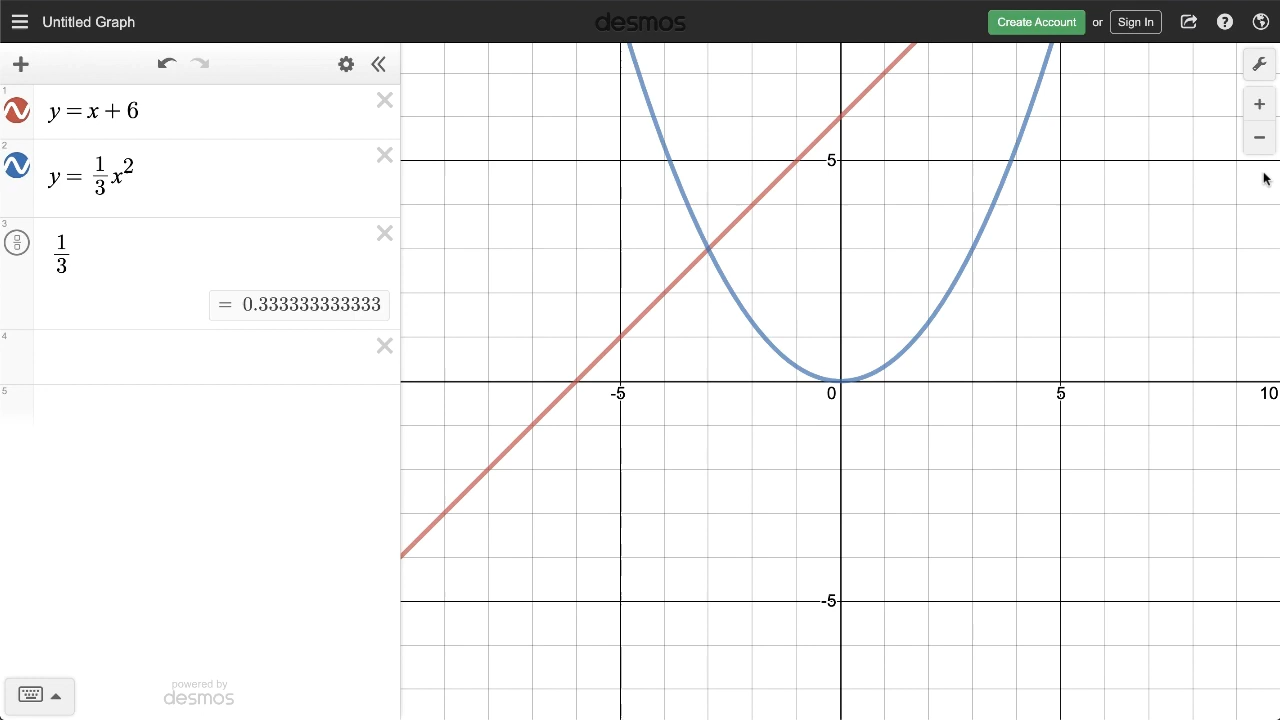 Untitled Graph
desmos
Create Account or Sign In
1
y = x + 6
2
y = 1/3 x²
3
1/3
= 0.333333333333
4
5
powered by
desmos
5
-5
0
5
10
-5